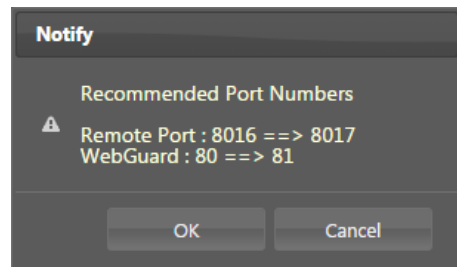 Notify
Recommended Port Numbers
Remote Port : 8016 ==> 8017
WebGuard : 80 ==> 81
OK
Cancel